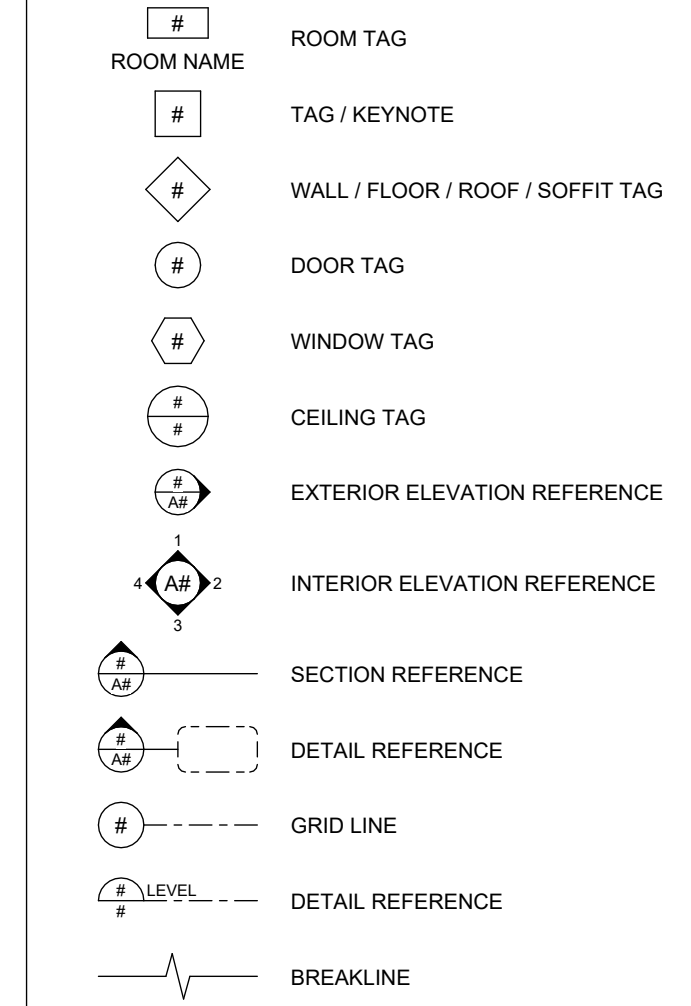 #
ROOM NAME
ROOM TAG
#
TAG / KEYNOTE
#
WALL / FLOOR / ROOF / SOFFIT TAG
#
DOOR TAG
#
WINDOW TAG
#
#
CEILING TAG
#
A#
EXTERIOR ELEVATION REFERENCE
1
4 A# 2
3
INTERIOR ELEVATION REFERENCE
#
A#
SECTION REFERENCE
#
A#
DETAIL REFERENCE
#
GRID LINE
# LEVEL
#
DETAIL REFERENCE
BREAKLINE